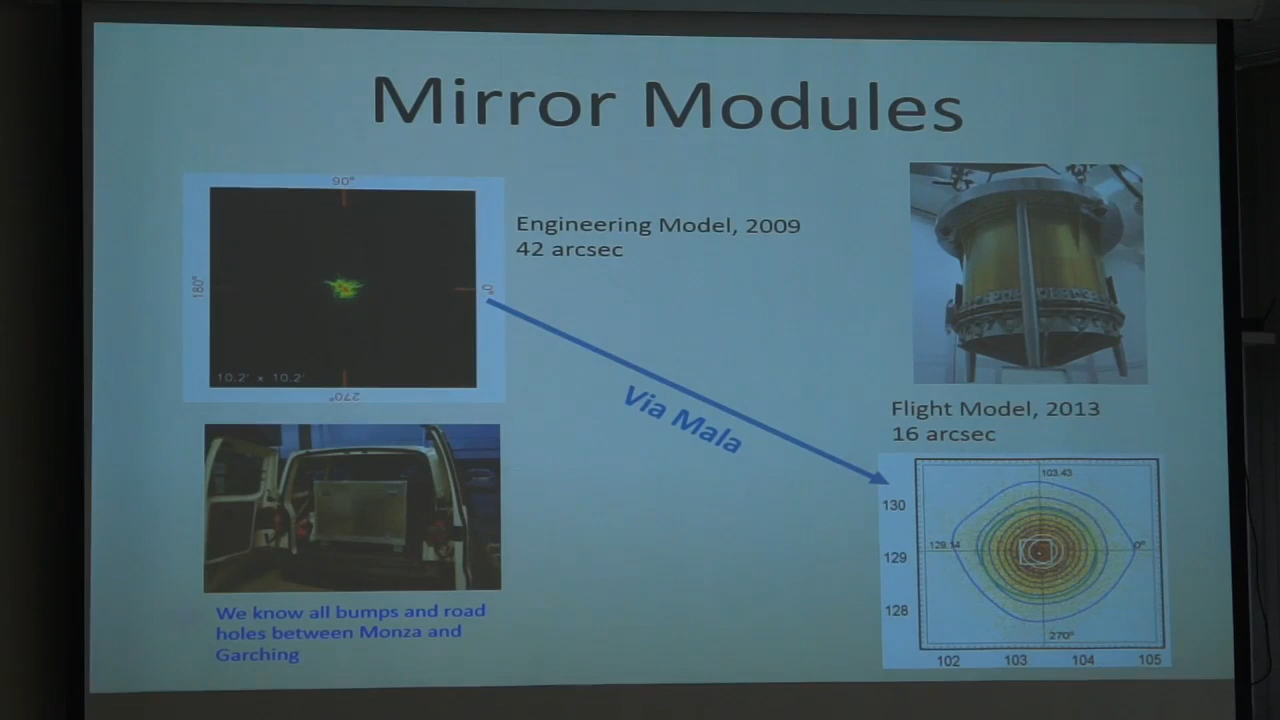 Mirror Modules
90°
180°
0°
10.2' x 10.2'
270°
Engineering Model, 2009
42 arcsec
Via Mala
We know all bumps and road
holes between Monza and
Garching
Flight Model, 2013
16 arcsec
103.43
130
129.14
0°
129
128
270°
102 103 104 105